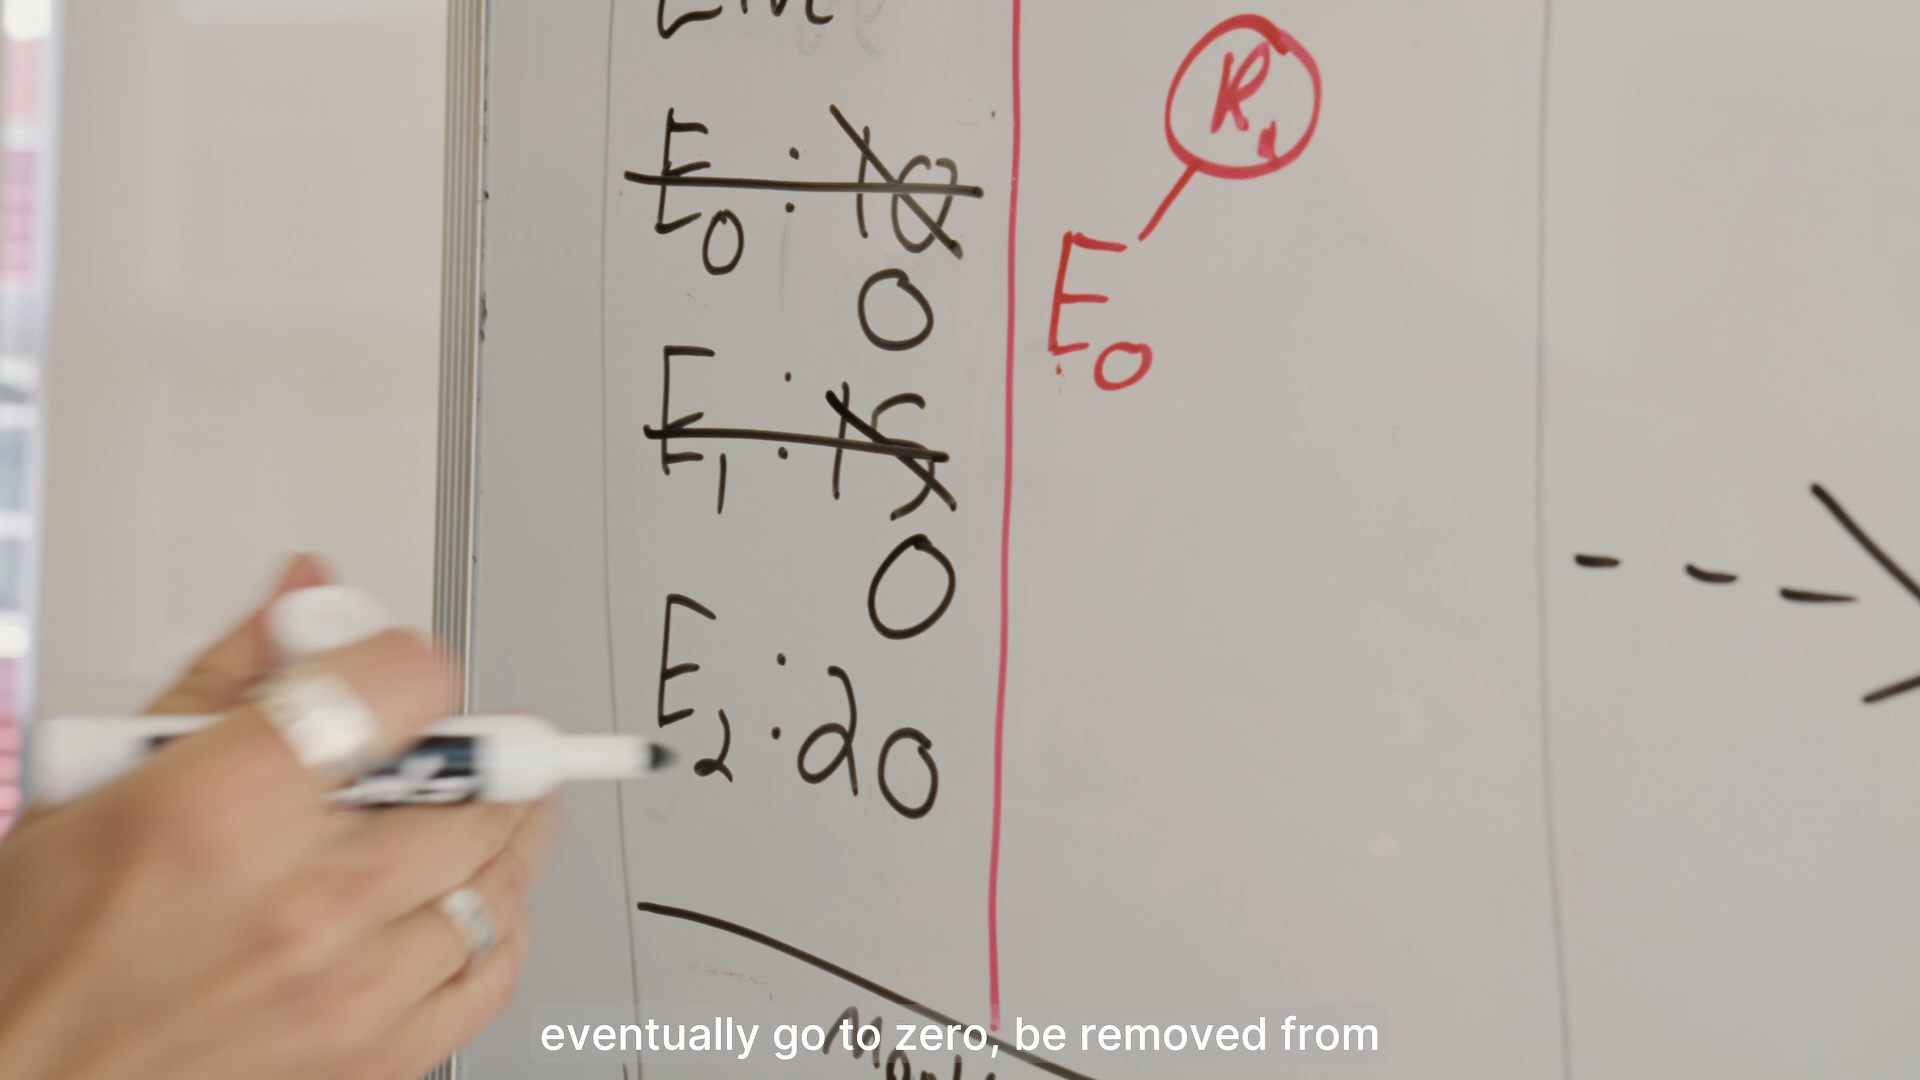 E0 : 10
0
E1 : 15
0
E2 : 20
R1
E0
eventually go to zero, be removed from